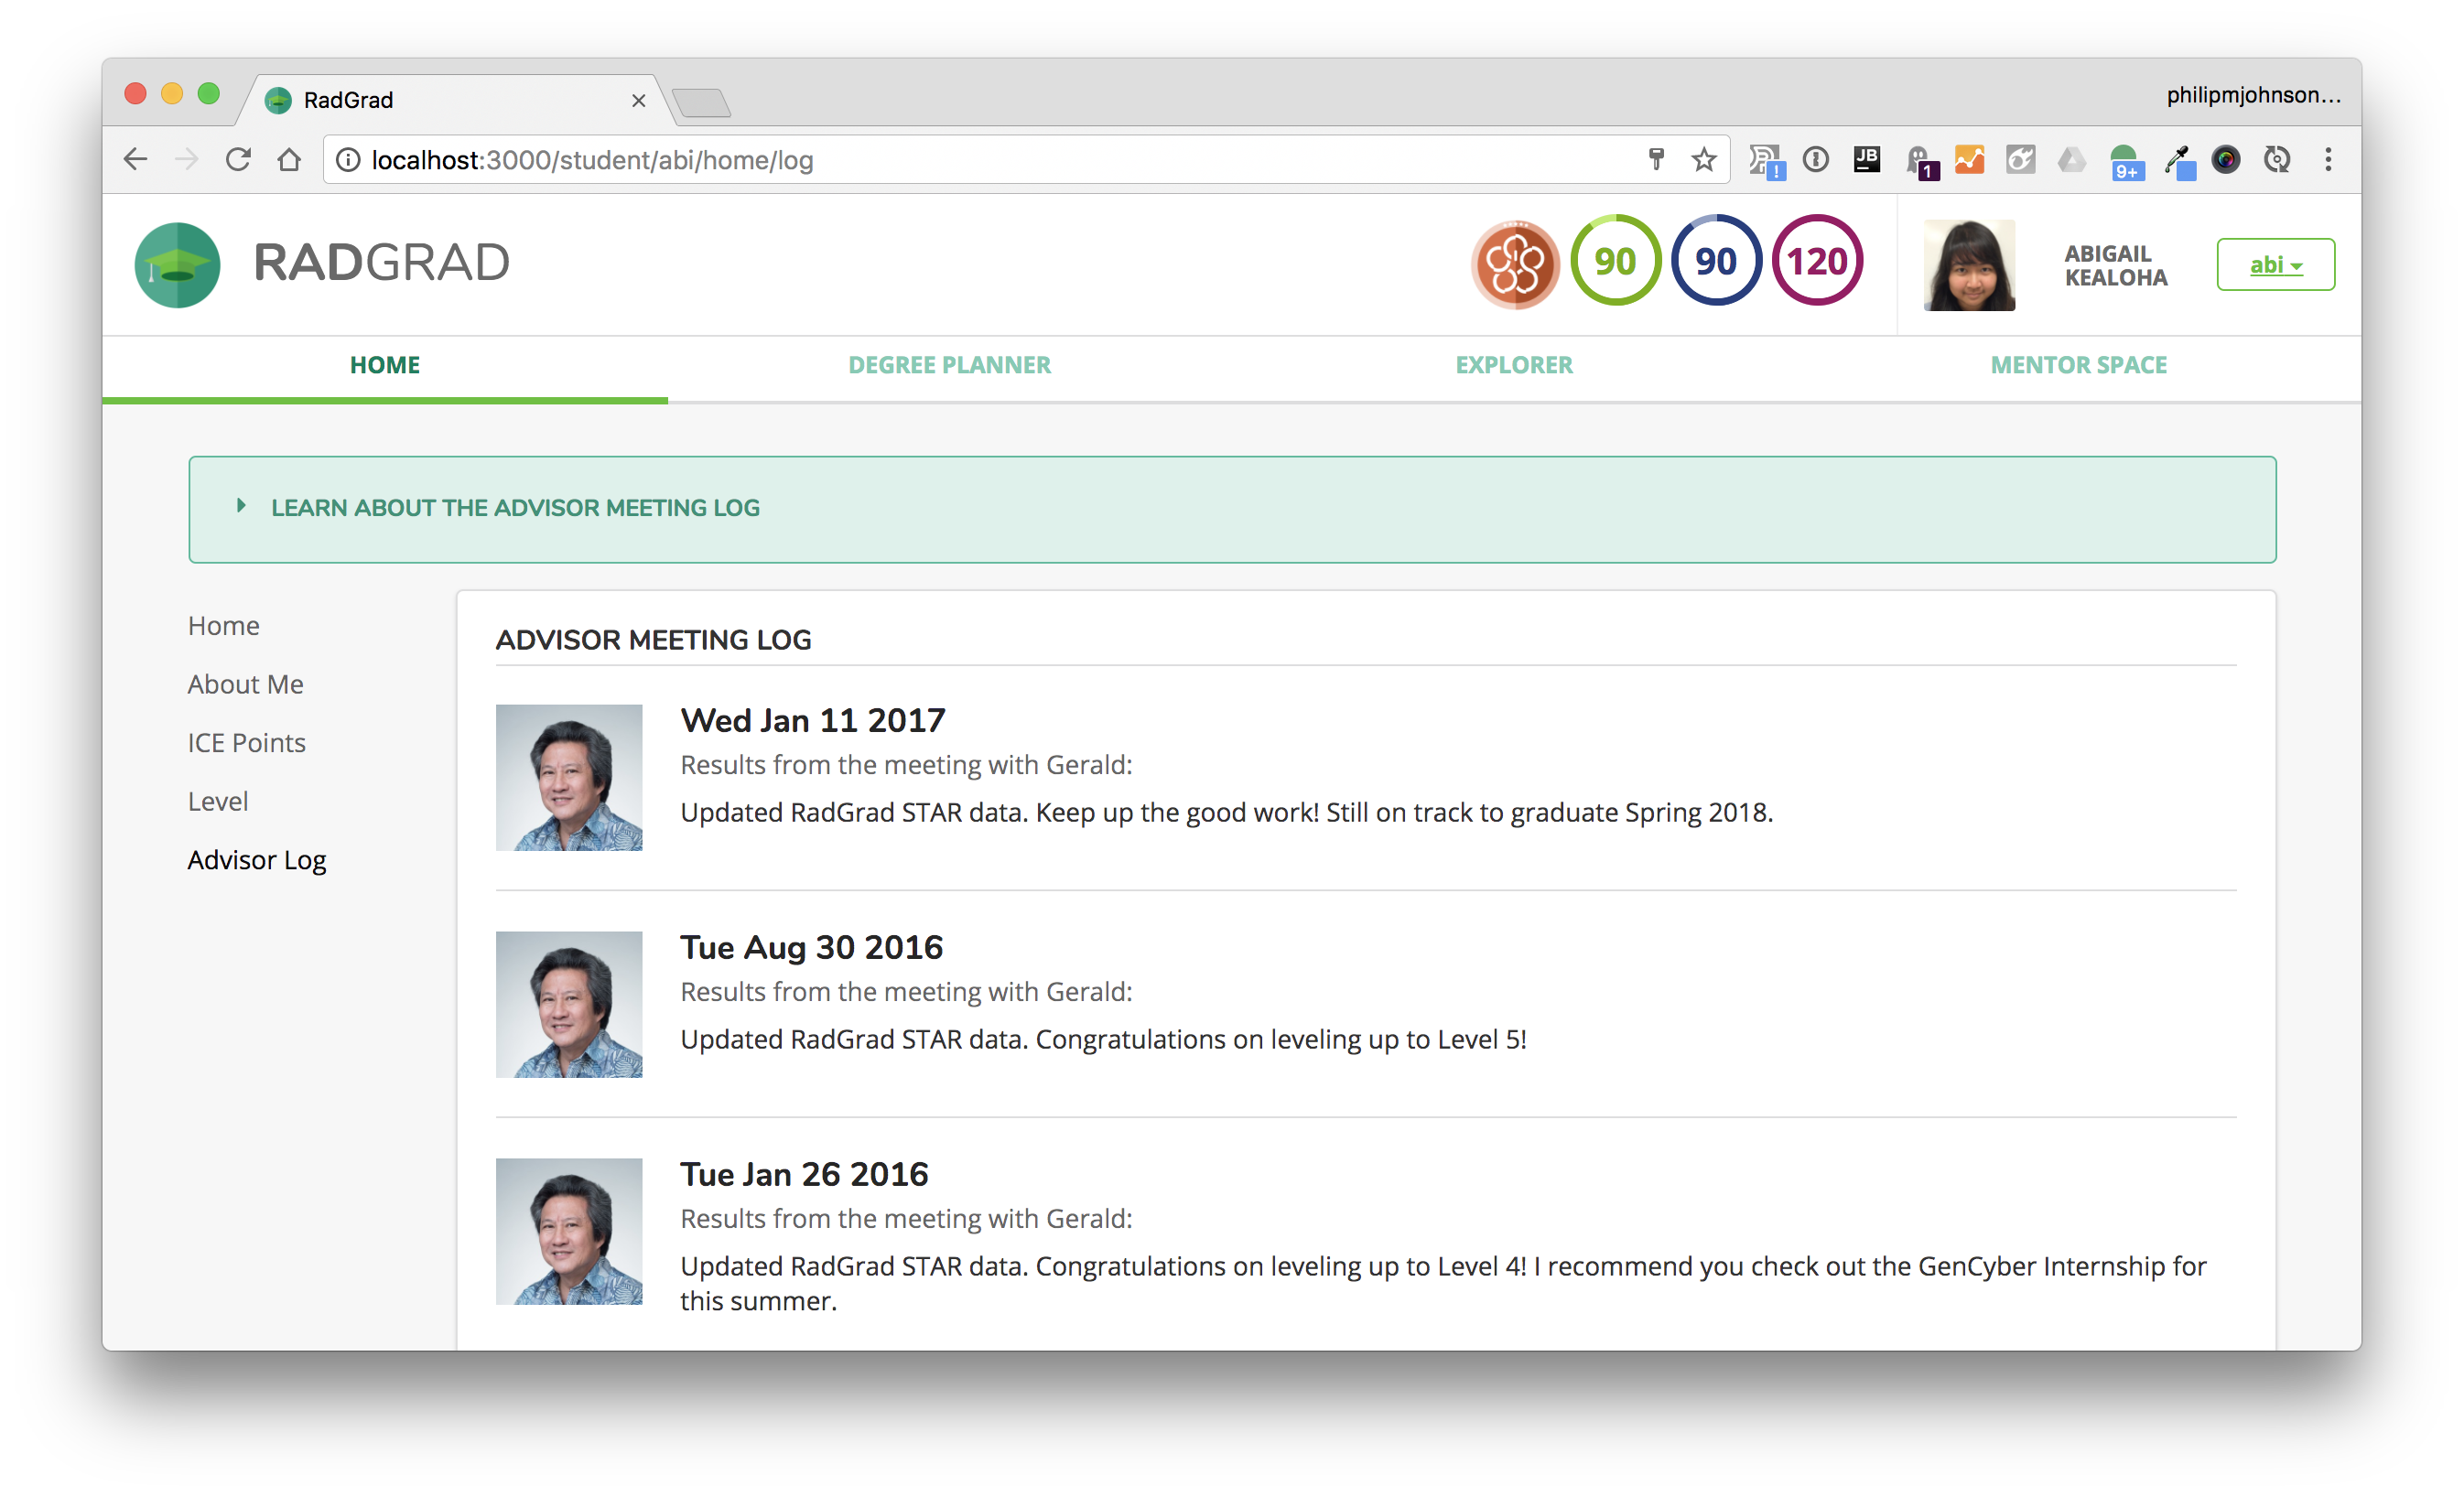 RadGrad
philipmjohnson...
localhost:3000/student/abi/home/log
JB
1
9+
RADGRAD
90
90
120
ABIGAIL
KEALOHA
abi
HOME
DEGREE PLANNER
EXPLORER
MENTOR SPACE
LEARN ABOUT THE ADVISOR MEETING LOG
Home
About Me
ICE Points
Level
Advisor Log
ADVISOR MEETING LOG
Wed Jan 11 2017
Results from the meeting with Gerald:
Updated RadGrad STAR data. Keep up the good work! Still on track to graduate Spring 2018.
Tue Aug 30 2016
Results from the meeting with Gerald:
Updated RadGrad STAR data. Congratulations on leveling up to Level 5!
Tue Jan 26 2016
Results from the meeting with Gerald:
Updated RadGrad STAR data. Congratulations on leveling up to Level 4! I recommend you check out the GenCyber Internship for
this summer.